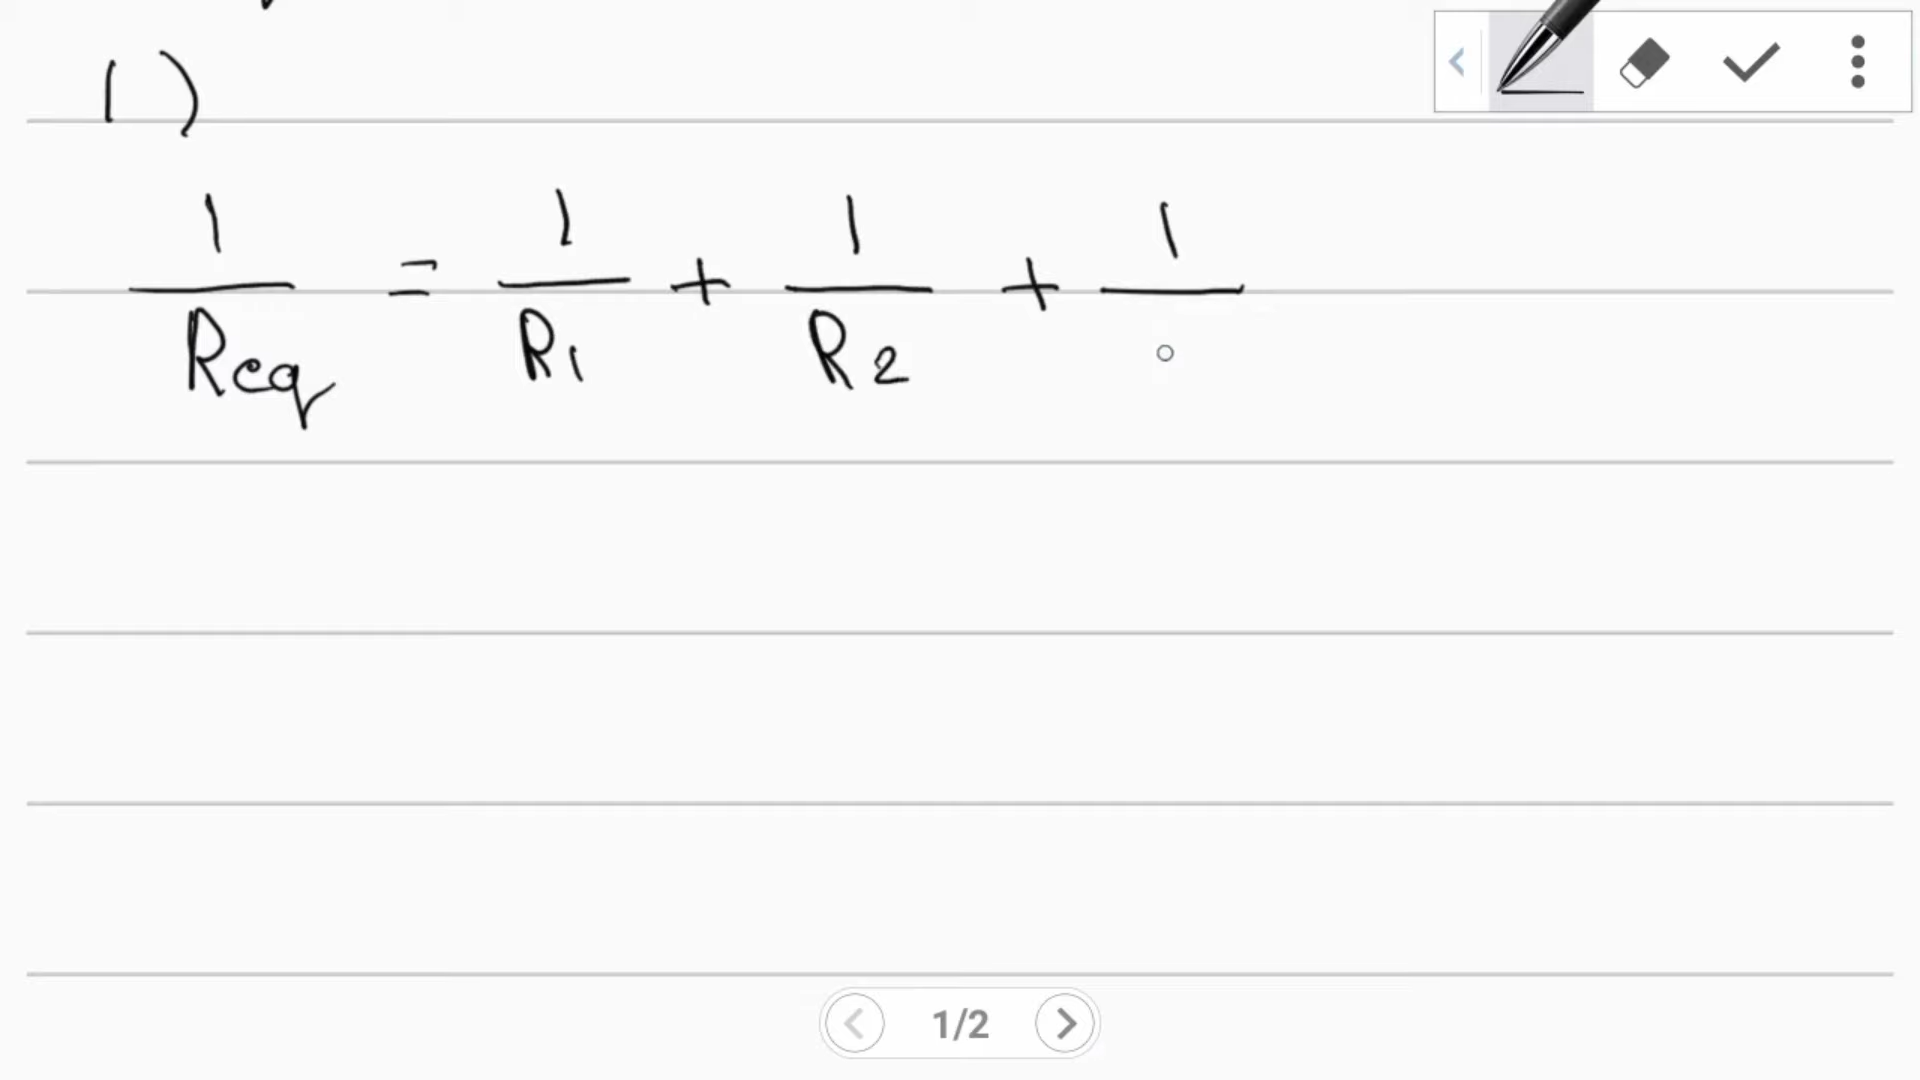 1)
1/Req = 1/R1 + 1/R2 + 1/
1/2